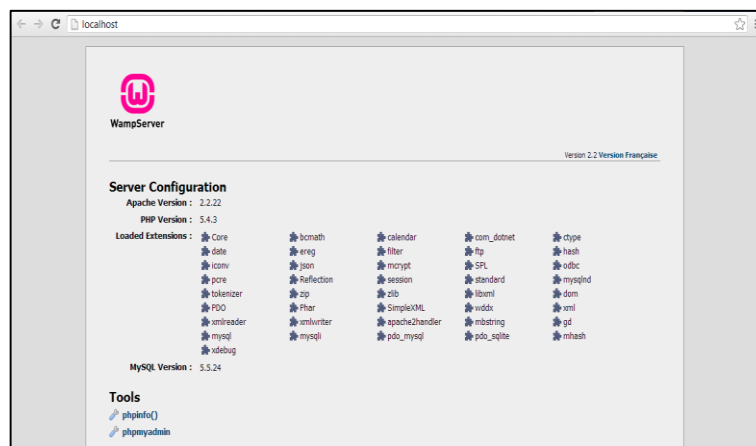 localhost
WampServer
Version 2.2 Version Française
Server Configuration
Apache Version : 2.2.22
PHP Version : 5.4.3
Loaded Extensions : Core bcmath calendar com_dotnet ctype
date ereg filter ftp hash
iconv json mcrypt SPL odbc
pcre Reflection session standard mysqlnd
tokenizer zip zlib libxml dom
PDO Phar SimpleXML wddx xml
xmlreader xmlwriter apache2handler mbstring gd
mysql mysqli pdo_mysql pdo_sqlite mhash
xdebug
MySQL Version : 5.5.24
Tools
phpinfo()
phpmyadmin